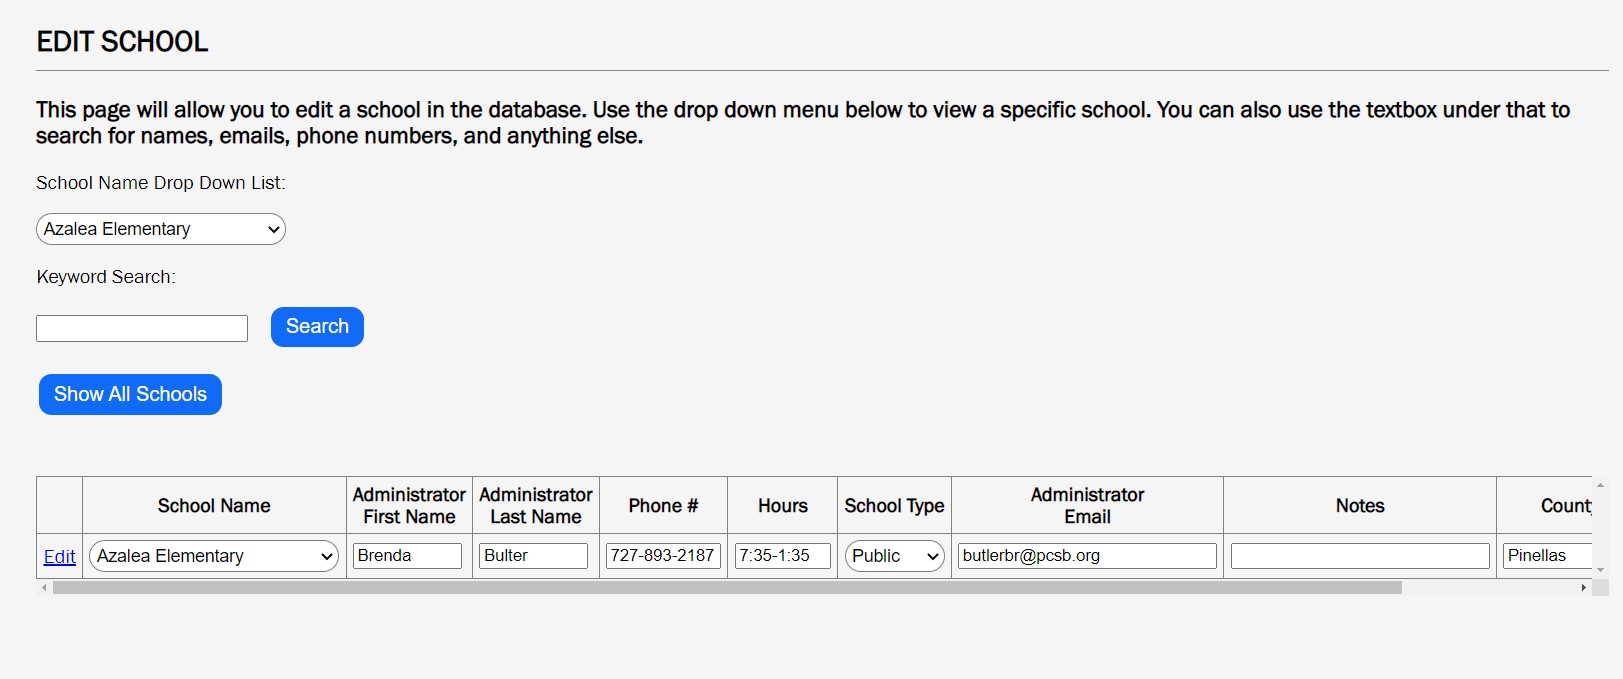 EDIT SCHOOL
This page will allow you to edit a school in the database. Use the drop down menu below to view a specific school. You can also use the textbox under that to
search for names, emails, phone numbers, and anything else.
School Name Drop Down List:
Azalea Elementary
Keyword Search:
Search
Show All Schools
School Name Administrator First Name Administrator Last Name Phone # Hours School Type Administrator Email Notes County
Edit Azalea Elementary Brenda Bulter 727-893-2187 7:35-1:35 Public butlerbr@pcsb.org Pinellas